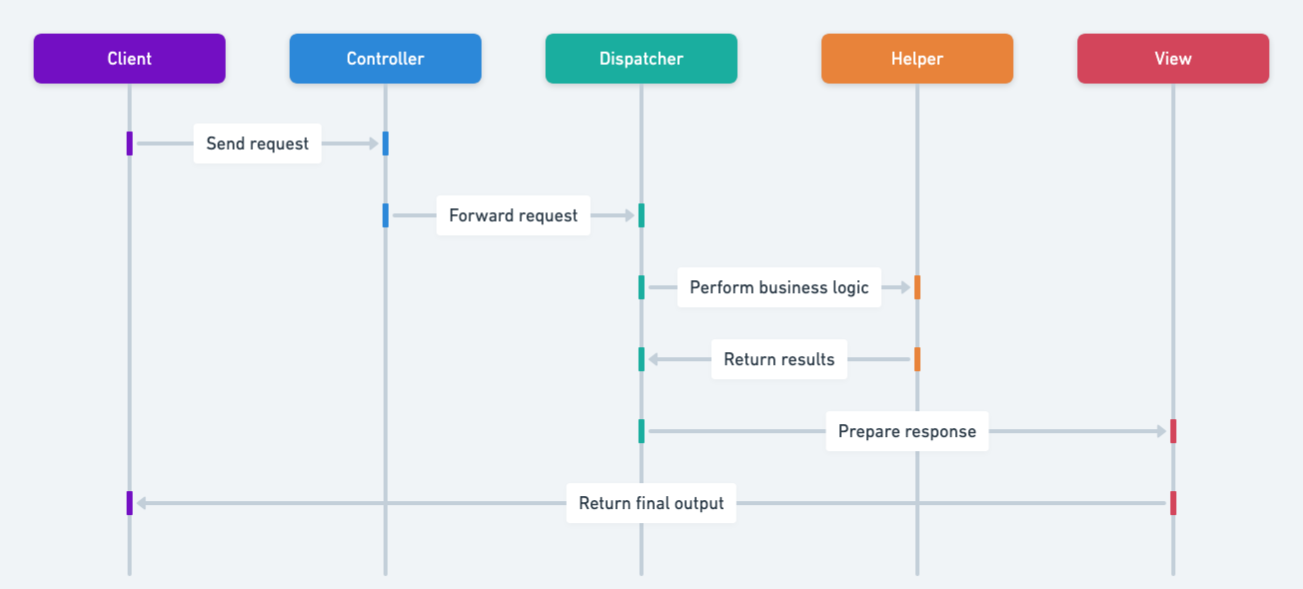 Client
Controller
Dispatcher
Helper
View
Send request
Forward request
Perform business logic
Return results
Prepare response
Return final output